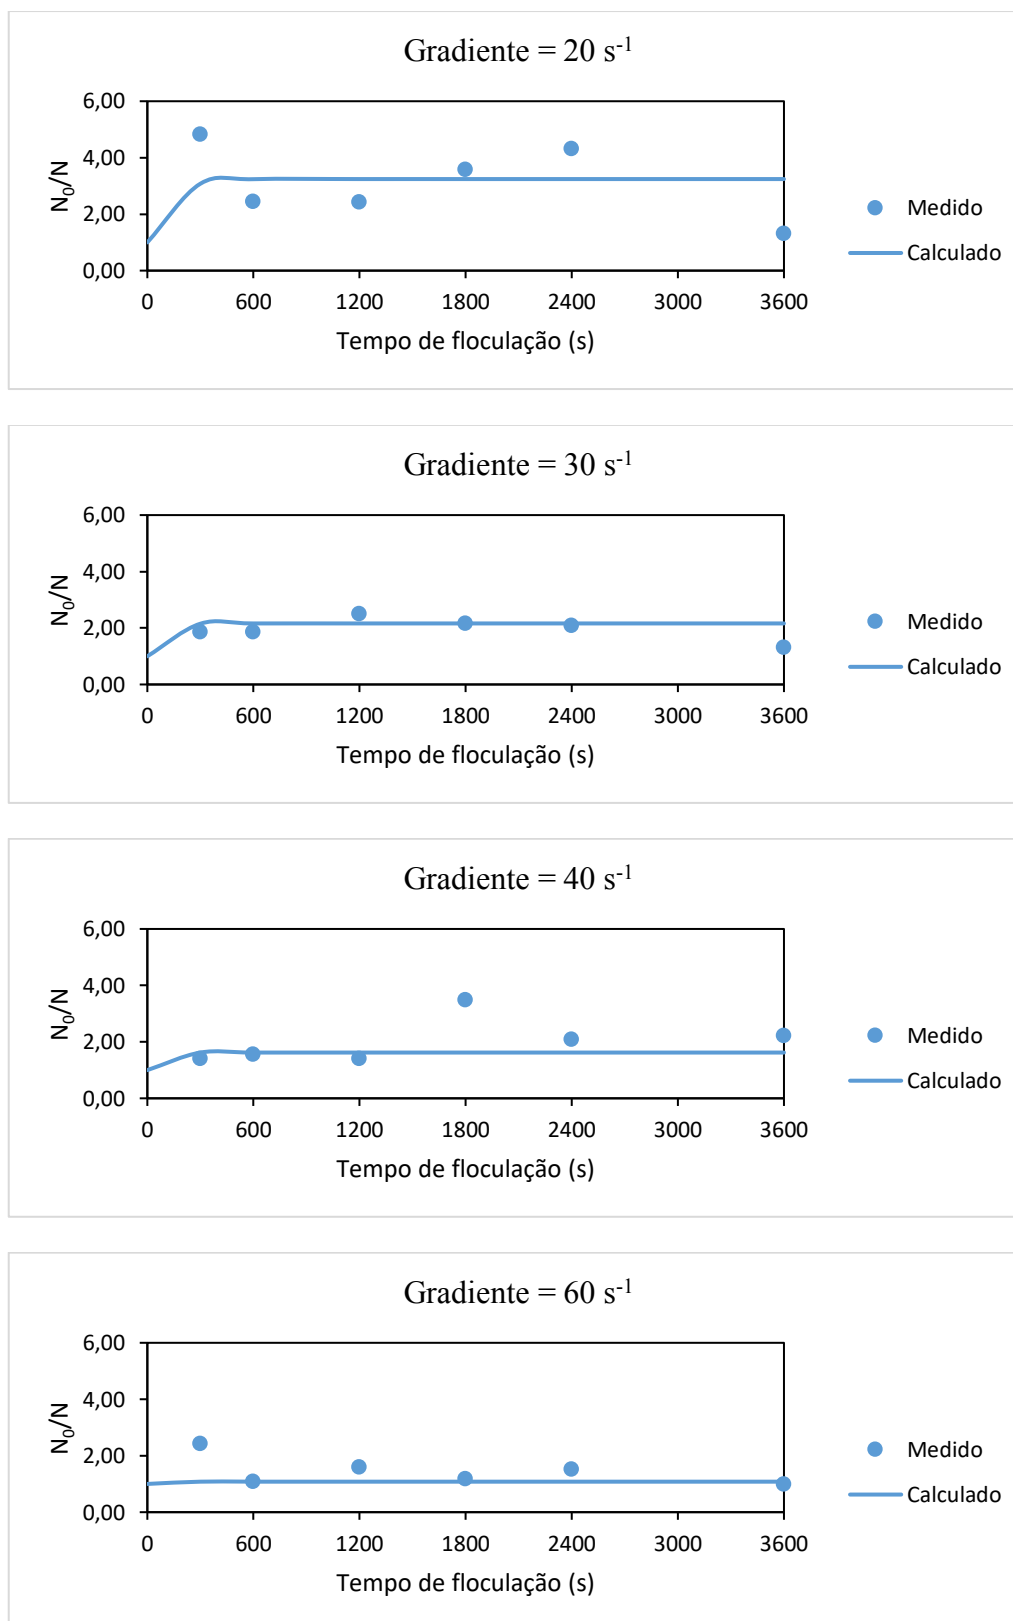 Gradiente = 20 s⁻¹
6,00
4,00
2,00
0,00
N₀/N
0 600 1200 1800 2400 3000 3600
Tempo de floculação (s)
Medido
Calculado
Gradiente = 30 s⁻¹
6,00
4,00
2,00
0,00
N₀/N
0 600 1200 1800 2400 3000 3600
Tempo de floculação (s)
Medido
Calculado
Gradiente = 40 s⁻¹
6,00
4,00
2,00
0,00
N₀/N
0 600 1200 1800 2400 3000 3600
Tempo de floculação (s)
Medido
Calculado
Gradiente = 60 s⁻¹
6,00
4,00
2,00
0,00
N₀/N
0 600 1200 1800 2400 3000 3600
Tempo de floculação (s)
Medido
Calculado